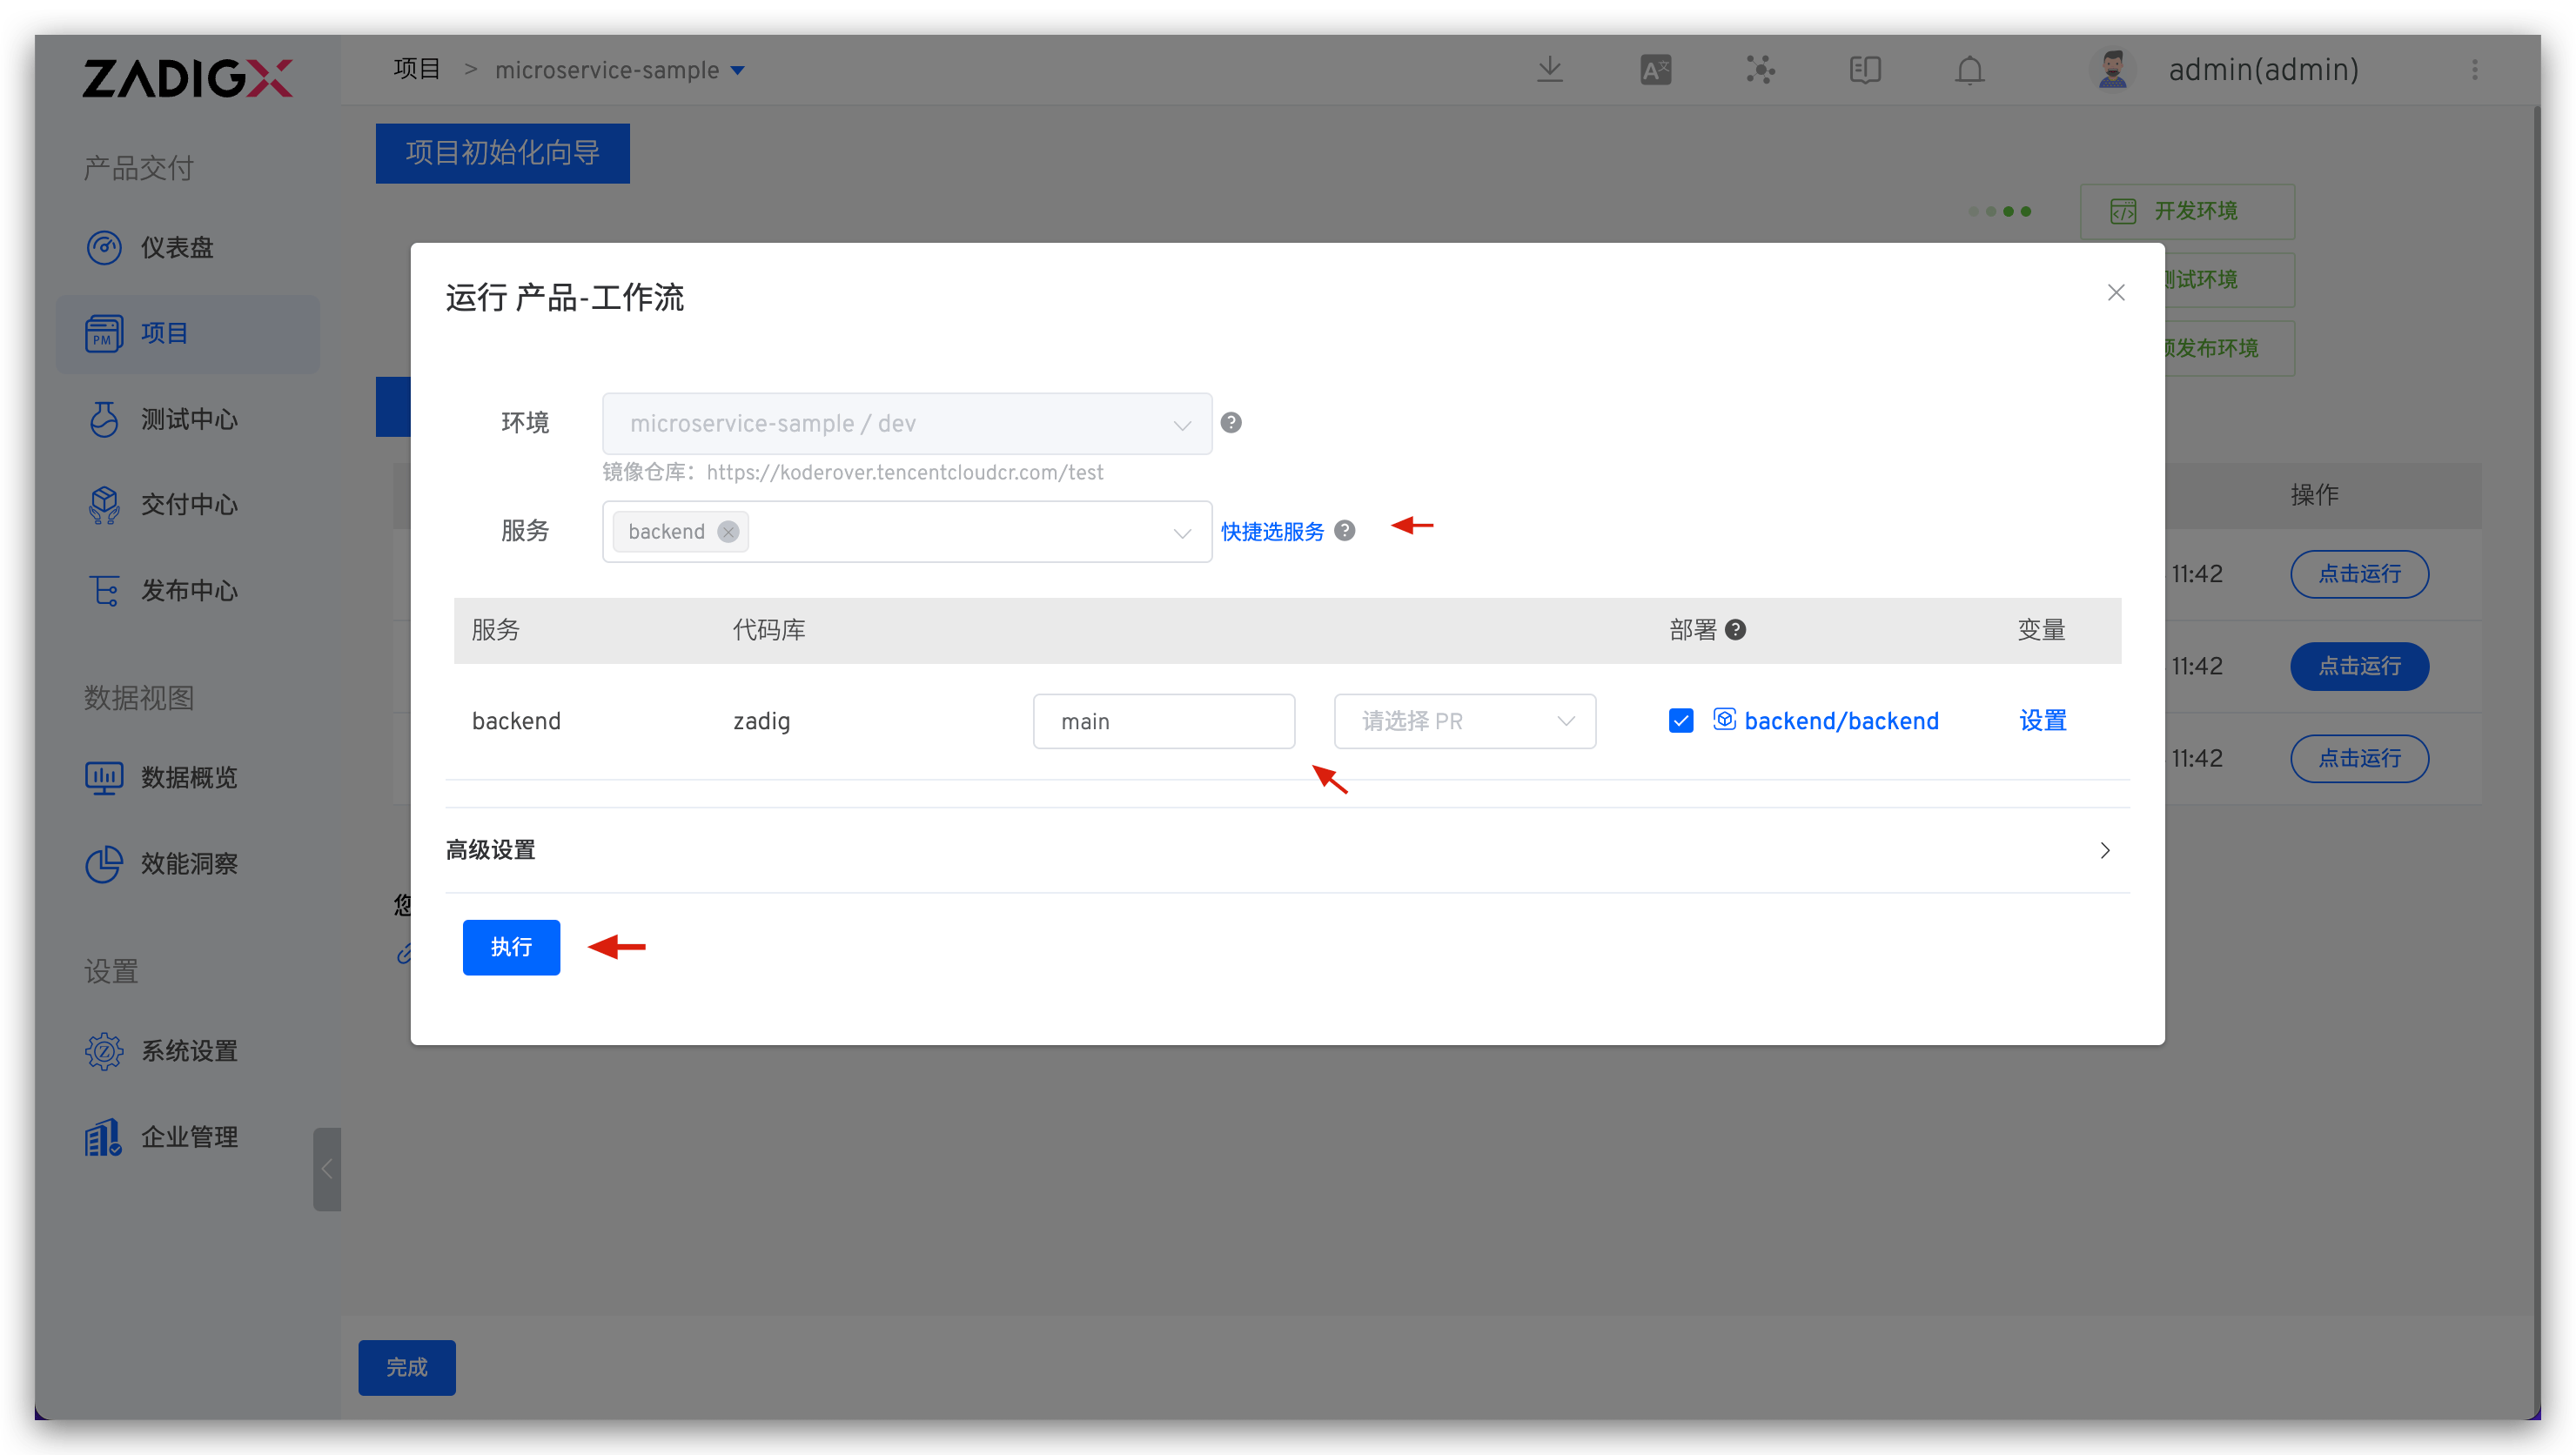 ZADIGX
项目 > microservice-sample
A文
admin(admin)
产品交付
仪表盘
PM
项目
测试中心
交付中心
发布中心
数据视图
数据概览
效能洞察
设置
Z
系统设置
企业管理
项目初始化向导
开发环境
测试环境
预发布环境
操作
11:42 点击运行
11:42 点击运行
11:42 点击运行
您
运行 产品-工作流
环境 microservice-sample / dev ?
镜像仓库：https://koderover.tencentcloudcr.com/test
服务 backend 快捷选服务 ?
服务 代码库 部署 ? 变量
backend zadig main 请选择 PR backend/backend 设置
高级设置
执行
完成